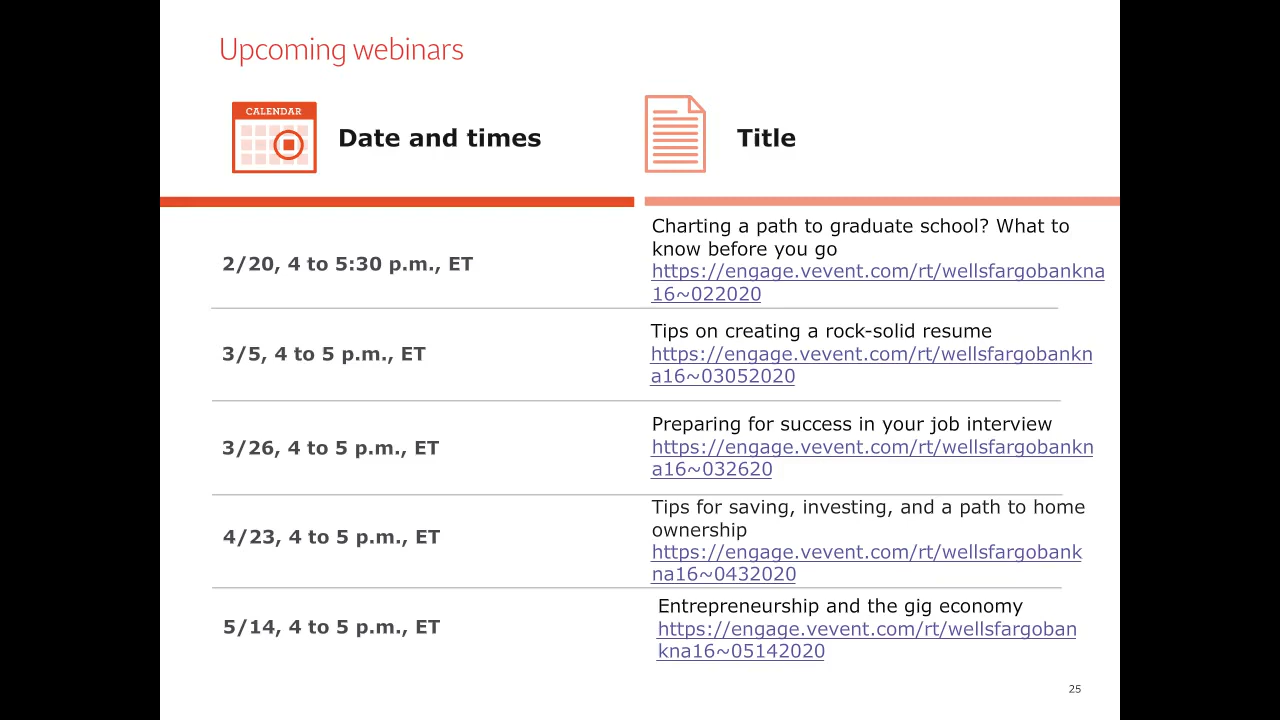 Upcoming webinars
CALENDAR
Date and times
Title
2/20, 4 to 5:30 p.m., ET
Charting a path to graduate school? What to
know before you go
https://engage.vevent.com/rt/wellsfargobankna
16~022020
3/5, 4 to 5 p.m., ET
Tips on creating a rock-solid resume
https://engage.vevent.com/rt/wellsfargobankn
a16~03052020
3/26, 4 to 5 p.m., ET
Preparing for success in your job interview
https://engage.vevent.com/rt/wellsfargobankn
a16~032620
4/23, 4 to 5 p.m., ET
Tips for saving, investing, and a path to home
ownership
https://engage.vevent.com/rt/wellsfargobank
na16~0432020
5/14, 4 to 5 p.m., ET
Entrepreneurship and the gig economy
https://engage.vevent.com/rt/wellsfargoban
kna16~05142020
25